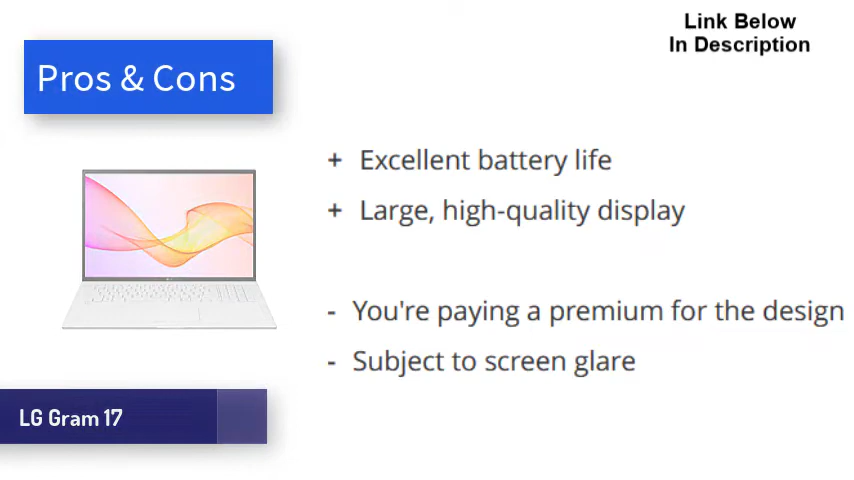 Link Below
In Description
Pros & Cons
+ Excellent battery life
+ Large, high-quality display
- You're paying a premium for the design
- Subject to screen glare
LG Gram 17